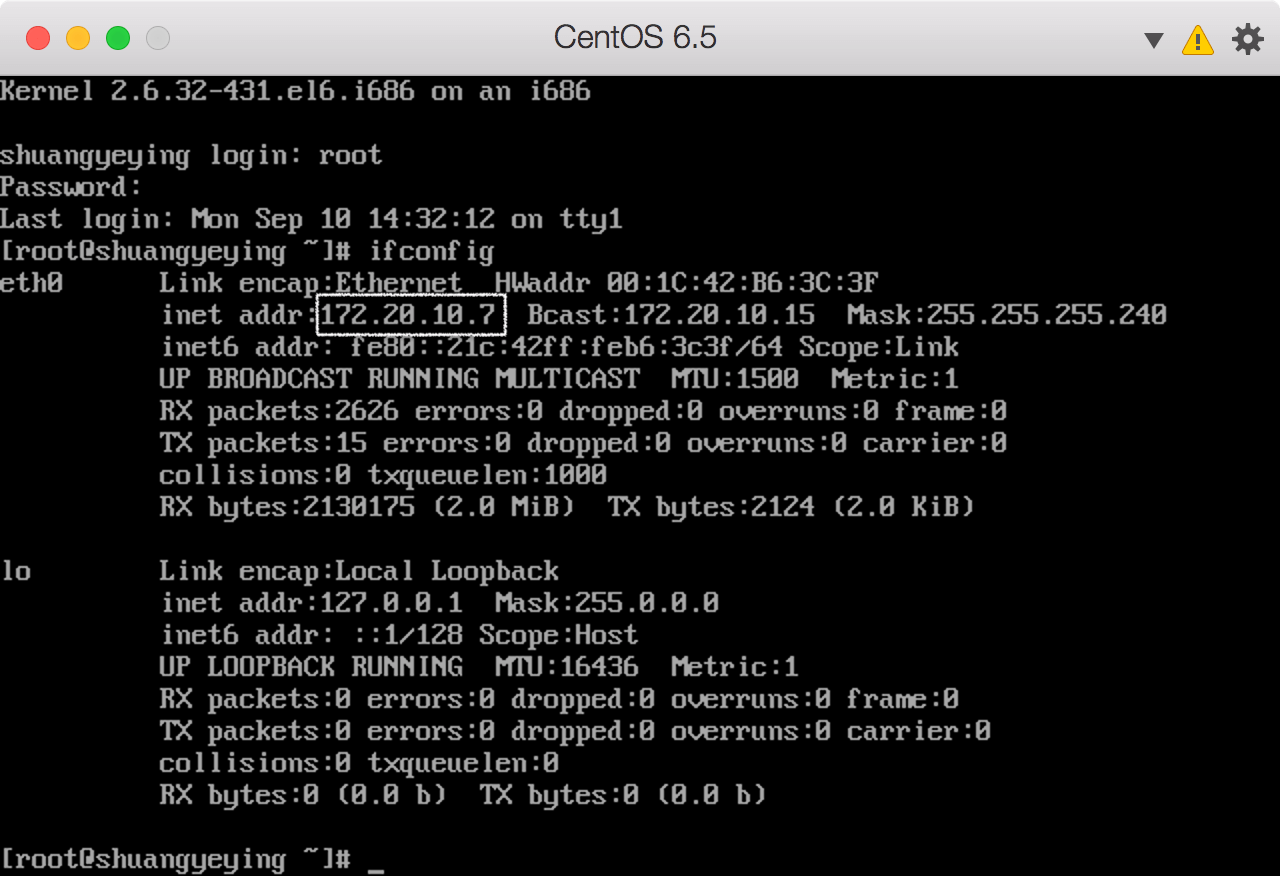 CentOS 6.5
Kernel 2.6.32-431.el6.i686 on an i686
shuangyeying login: root
Password:
Last login: Mon Sep 10 14:32:12 on tty1
[root@shuangyeying ~]# ifconfig
eth0 Link encap:Ethernet HWaddr 00:1C:42:B6:3C:3F
inet addr:172.20.10.7 Bcast:172.20.10.15 Mask:255.255.255.240
inet6 addr: fe80::21c:42ff:feb6:3c3f/64 Scope:Link
UP BROADCAST RUNNING MULTICAST MTU:1500 Metric:1
RX packets:2626 errors:0 dropped:0 overruns:0 frame:0
TX packets:15 errors:0 dropped:0 overruns:0 carrier:0
collisions:0 txqueuelen:1000
RX bytes:2130175 (2.0 MiB) TX bytes:2124 (2.0 KiB)
lo Link encap:Local Loopback
inet addr:127.0.0.1 Mask:255.0.0.0
inet6 addr: ::1/128 Scope:Host
UP LOOPBACK RUNNING MTU:16436 Metric:1
RX packets:0 errors:0 dropped:0 overruns:0 frame:0
TX packets:0 errors:0 dropped:0 overruns:0 carrier:0
collisions:0 txqueuelen:0
RX bytes:0 (0.0 b) TX bytes:0 (0.0 b)
[root@shuangyeying ~]# _